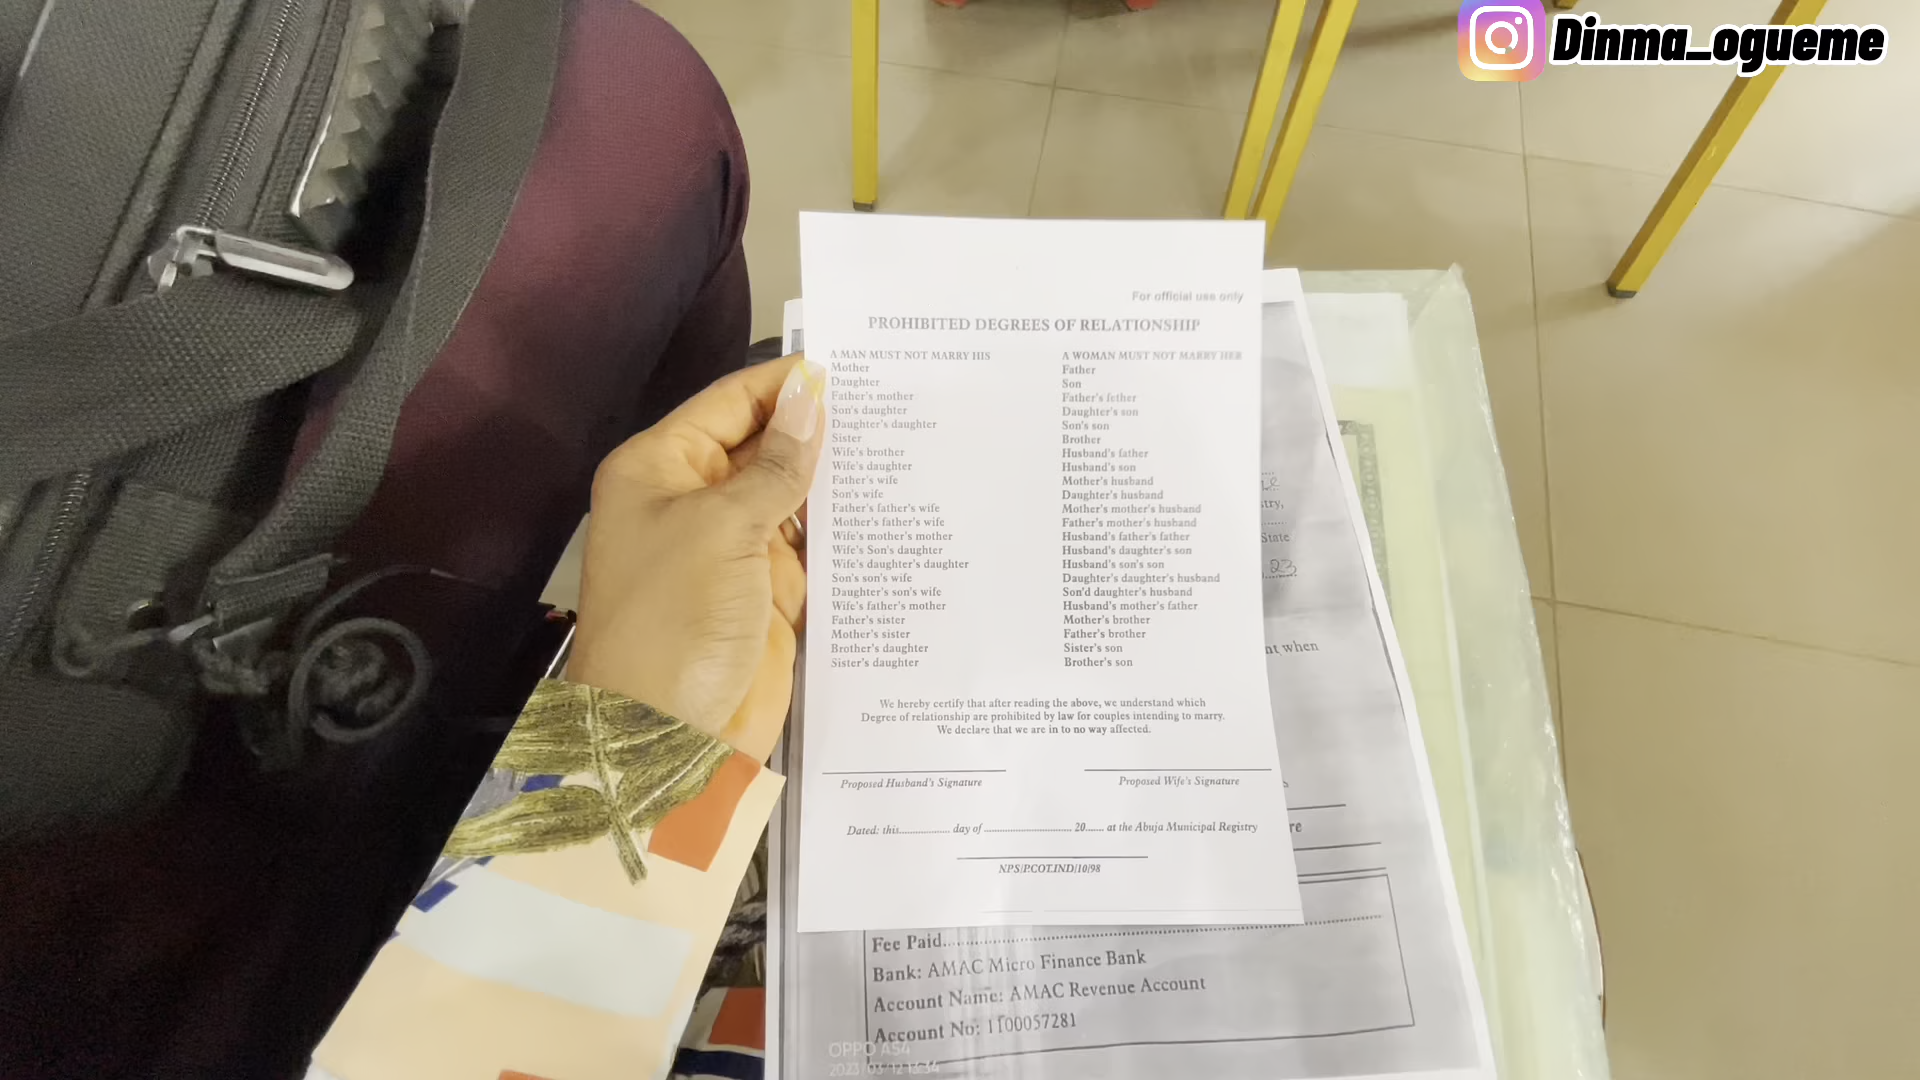 Dinma_ogueme
For official use only
PROHIBITED DEGREES OF RELATIONSHIP
A MAN MUST NOT MARRY HIS
Mother
Daughter
Father's mother
Son's daughter
Daughter's daughter
Sister
Wife's brother
Wife's daughter
Father's wife
Son's wife
Father's father's wife
Mother's father's wife
Wife's mother's mother
Wife's Son's daughter
Wife's daughter's daughter
Son's son's wife
Daughter's son's wife
Wife's father's mother
Father's sister
Mother's sister
Brother's daughter
Sister's daughter
A WOMAN MUST NOT MARRY HER
Father
Son
Father's fether
Daughter's son
Son's son
Brother
Husband's father
Husband's son
Mother's husband
Daughter's husband
Mother's mother's husband
Father's mother's husband
Husband's father's father
Husband's daughter's son
Husband's son's son
Daughter's daughter's husband
Son'd daughter's husband
Husband's mother's father
Mother's brother
Father's brother
Sister's son
Brother's son
We hereby certify that after reading the above, we understand which
Degree of relationship are prohibited by law for couples intending to marry.
We declare that we are in to no way affected.
Proposed Husband's Signature
Proposed Wife's Signature
Dated: this.................. day of .............................. 20...... at the Abuja Municipal Registry
NPS/PCOT.IND/10/98
try,
State
23
nt when
re
Fee Paid
Bank: AMAC Micro Finance Bank
Account Name: AMAC Revenue Account
Account No: 1100057281
OPPO A54